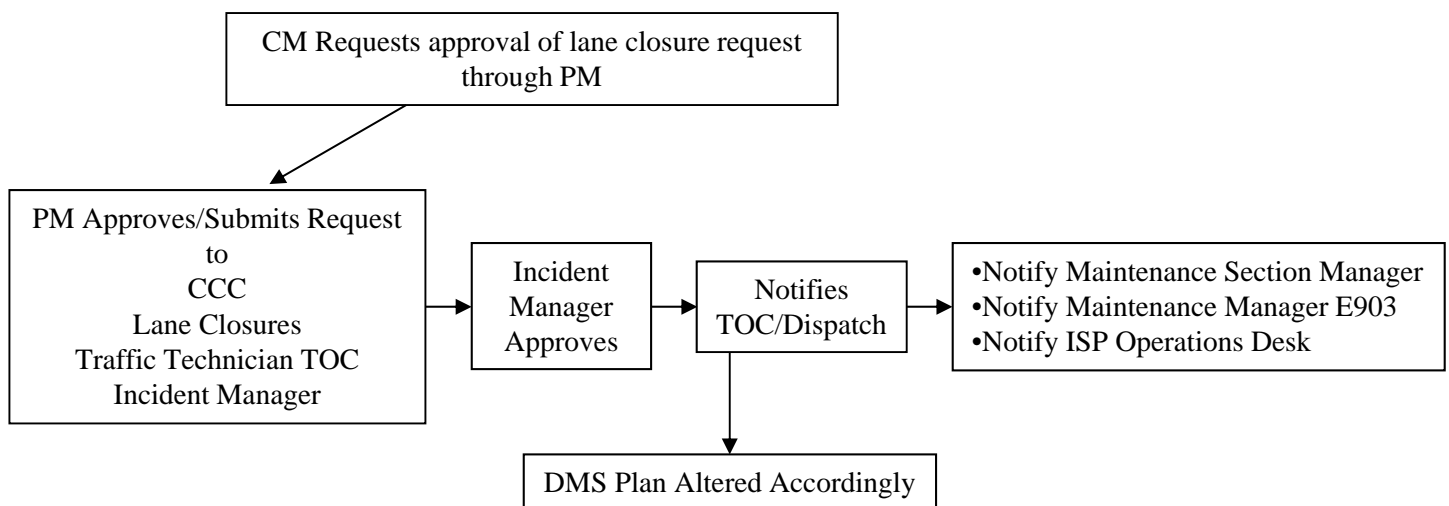 CM Requests approval of lane closure request
through PM
PM Approves/Submits Request
to
CCC
Lane Closures
Traffic Technician TOC
Incident Manager
Incident
Manager
Approves
Notifies
TOC/Dispatch
•Notify Maintenance Section Manager
•Notify Maintenance Manager E903
•Notify ISP Operations Desk
DMS Plan Altered Accordingly